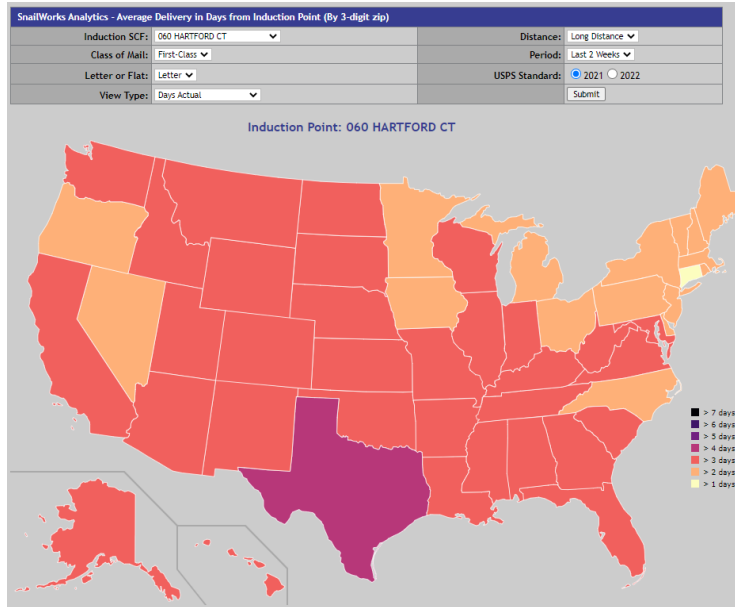 SnailWorks Analytics - Average Delivery in Days from Induction Point (By 3-digit zip)
Induction SCF: 060 HARTFORD CT Distance: Long Distance
Class of Mail: First-Class Period: Last 2 Weeks
Letter or Flat: Letter USPS Standard: 2021 2022
View Type: Days Actual Submit
Induction Point: 060 HARTFORD CT
> 7 days
> 6 days
> 5 days
> 4 days
> 3 days
> 2 days
> 1 days